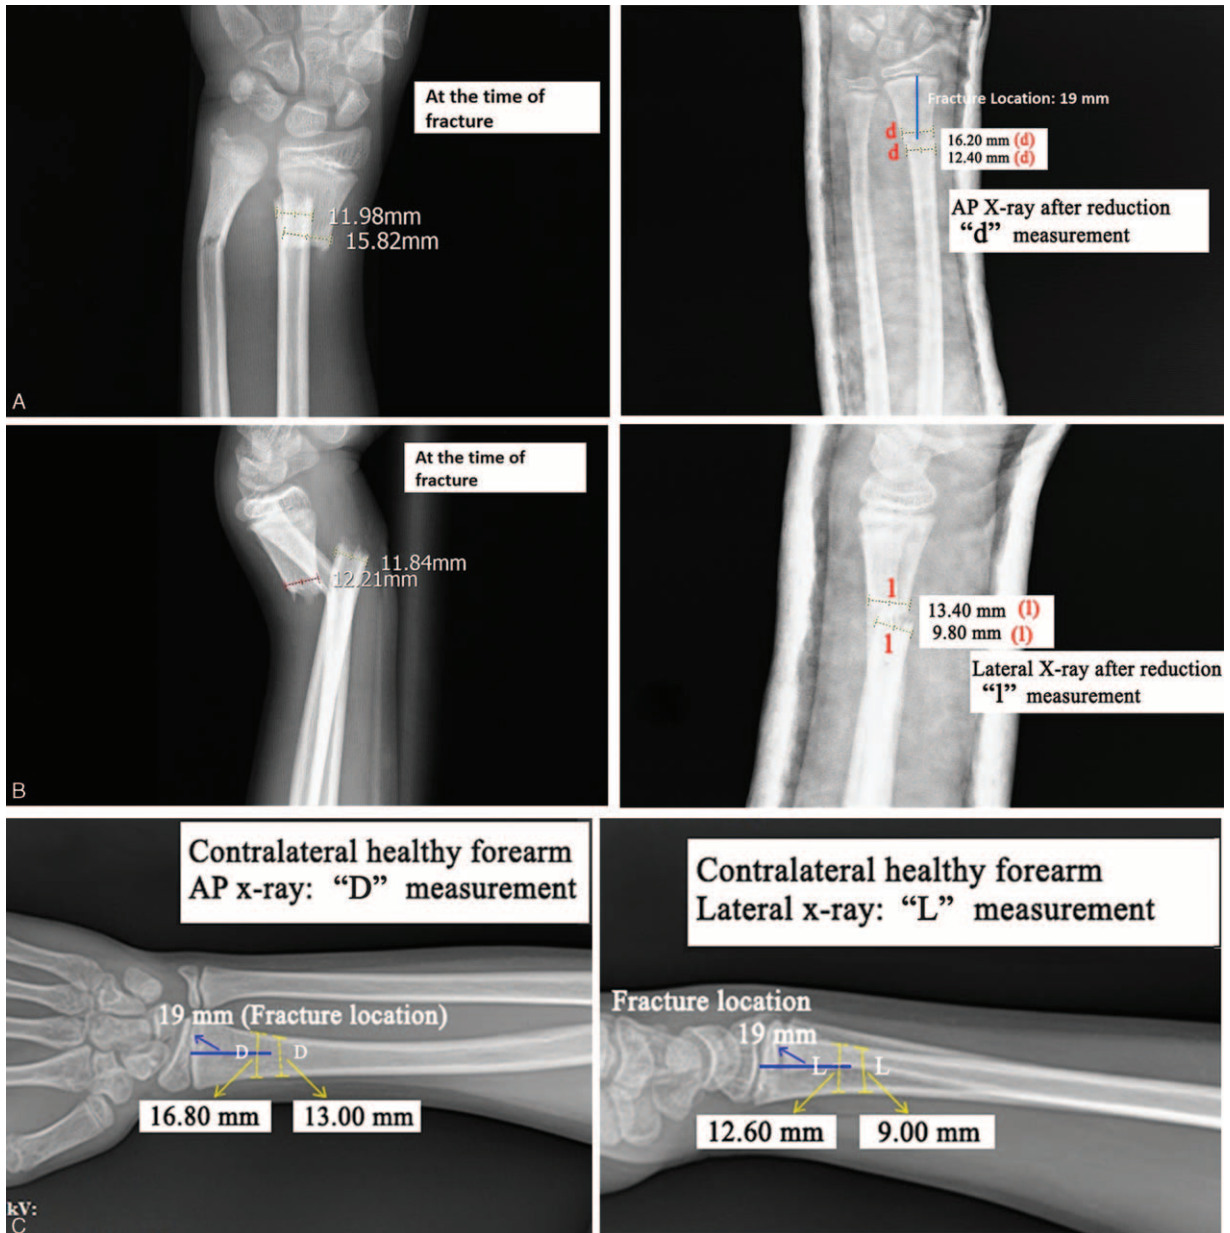 At the time of
fracture
11.98mm
15.82mm
A
Fracture Location: 19 mm
d
d
16.20 mm (d)
12.40 mm (d)
AP X-ray after reduction
“d” measurement
At the time of
fracture
11.84mm
12.21mm
B
l
l
13.40 mm (l)
9.80 mm (l)
Lateral X-ray after reduction
“l” measurement
Contralateral healthy forearm
AP x-ray: “D” measurement
19 mm (Fracture location)
D D
16.80 mm 13.00 mm
kV:
C
Contralateral healthy forearm
Lateral x-ray: “L” measurement
Fracture location
19 mm
L L
12.60 mm 9.00 mm